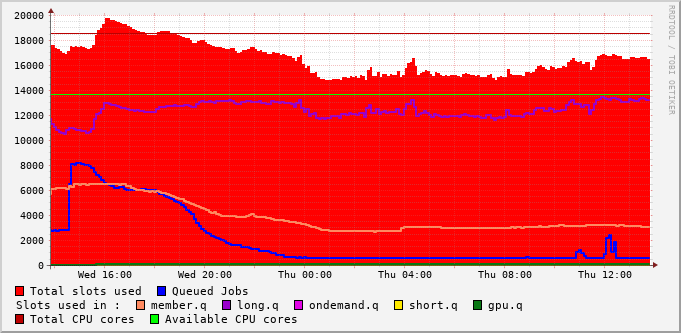 20000
18000
16000
14000
12000
10000
8000
6000
4000
2000
0
Wed 16:00 Wed 20:00 Thu 00:00 Thu 04:00 Thu 08:00 Thu 12:00
Total slots used Queued Jobs
Slots used in : member.q long.q ondemand.q short.q gpu.q
Total CPU cores Available CPU cores
RRDTOOL / TOBI OETIKER